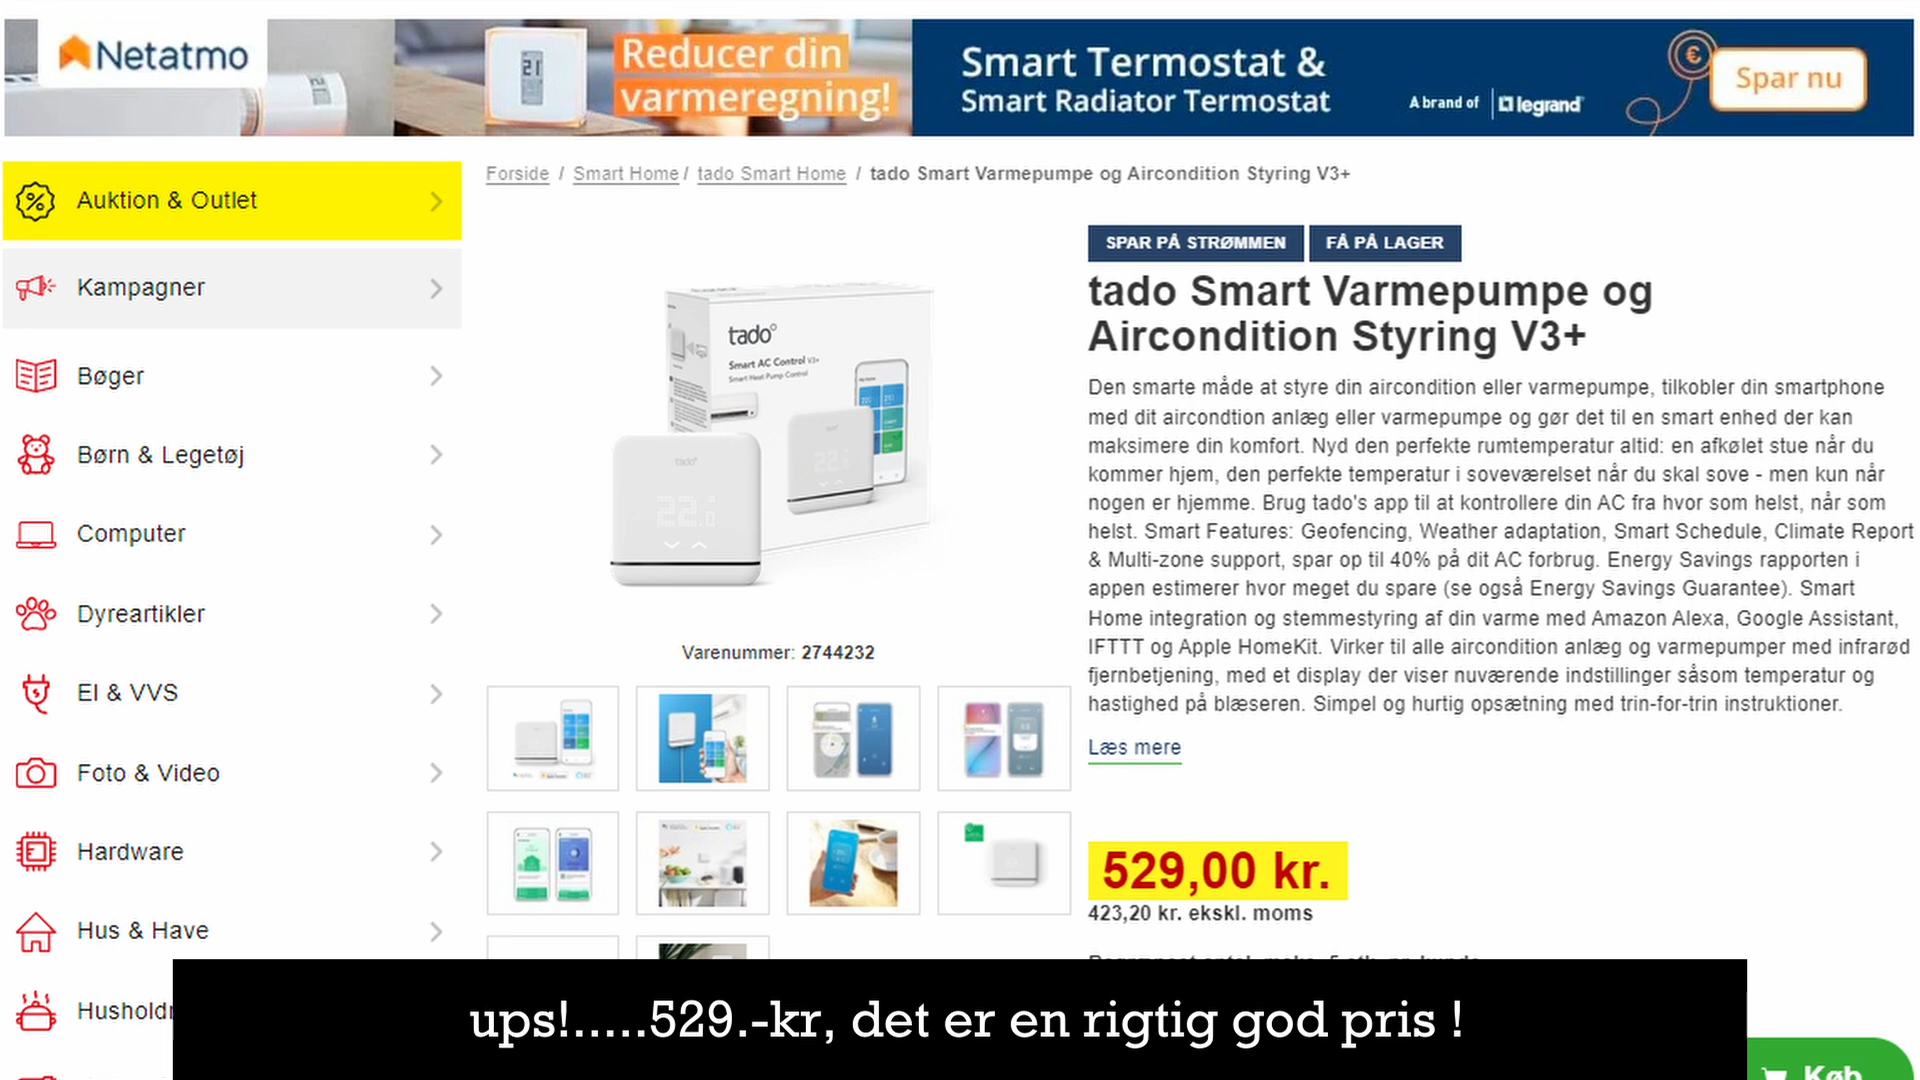 Netatmo
Reducer din
varmeregning!
Smart Termostat &
Smart Radiator Termostat
A brand of legrand
Spar nu
Forside / Smart Home / tado Smart Home / tado Smart Varmepumpe og Aircondition Styring V3+
Auktion & Outlet
Kampagner
Bøger
Børn & Legetøj
Computer
Dyreartikler
El & VVS
Foto & Video
Hardware
Hus & Have
tado°
Smart AC Control V3+
Smart Heat Pump Control
tado°
Varenummer: 2744232
SPAR PÅ STRØMMEN
FÅ PÅ LAGER
tado Smart Varmepumpe og
Aircondition Styring V3+
Den smarte måde at styre din aircondition eller varmepumpe, tilkobler din smartphone
med dit aircondtion anlæg eller varmepumpe og gør det til en smart enhed der kan
maksimere din komfort. Nyd den perfekte rumtemperatur altid: en afkølet stue når du
kommer hjem, den perfekte temperatur i soveværelset når du skal sove - men kun når
nogen er hjemme. Brug tado's app til at kontrollere din AC fra hvor som helst, når som
helst. Smart Features: Geofencing, Weather adaptation, Smart Schedule, Climate Report
& Multi-zone support, spar op til 40% på dit AC forbrug. Energy Savings rapporten i
appen estimerer hvor meget du spare (se også Energy Savings Guarantee). Smart
Home integration og stemmestyring af din varme med Amazon Alexa, Google Assistant,
IFTTT og Apple HomeKit. Virker til alle aircondition anlæg og varmepumper med infrarød
fjernbetjening, med et display der viser nuværende indstillinger såsom temperatur og
hastighed på blæseren. Simpel og hurtig opsætning med trin-for-trin instruktioner.
Læs mere
529,00 kr.
423,20 kr. ekskl. moms
ups!.....529.-kr, det er en rigtig god pris !
Køb